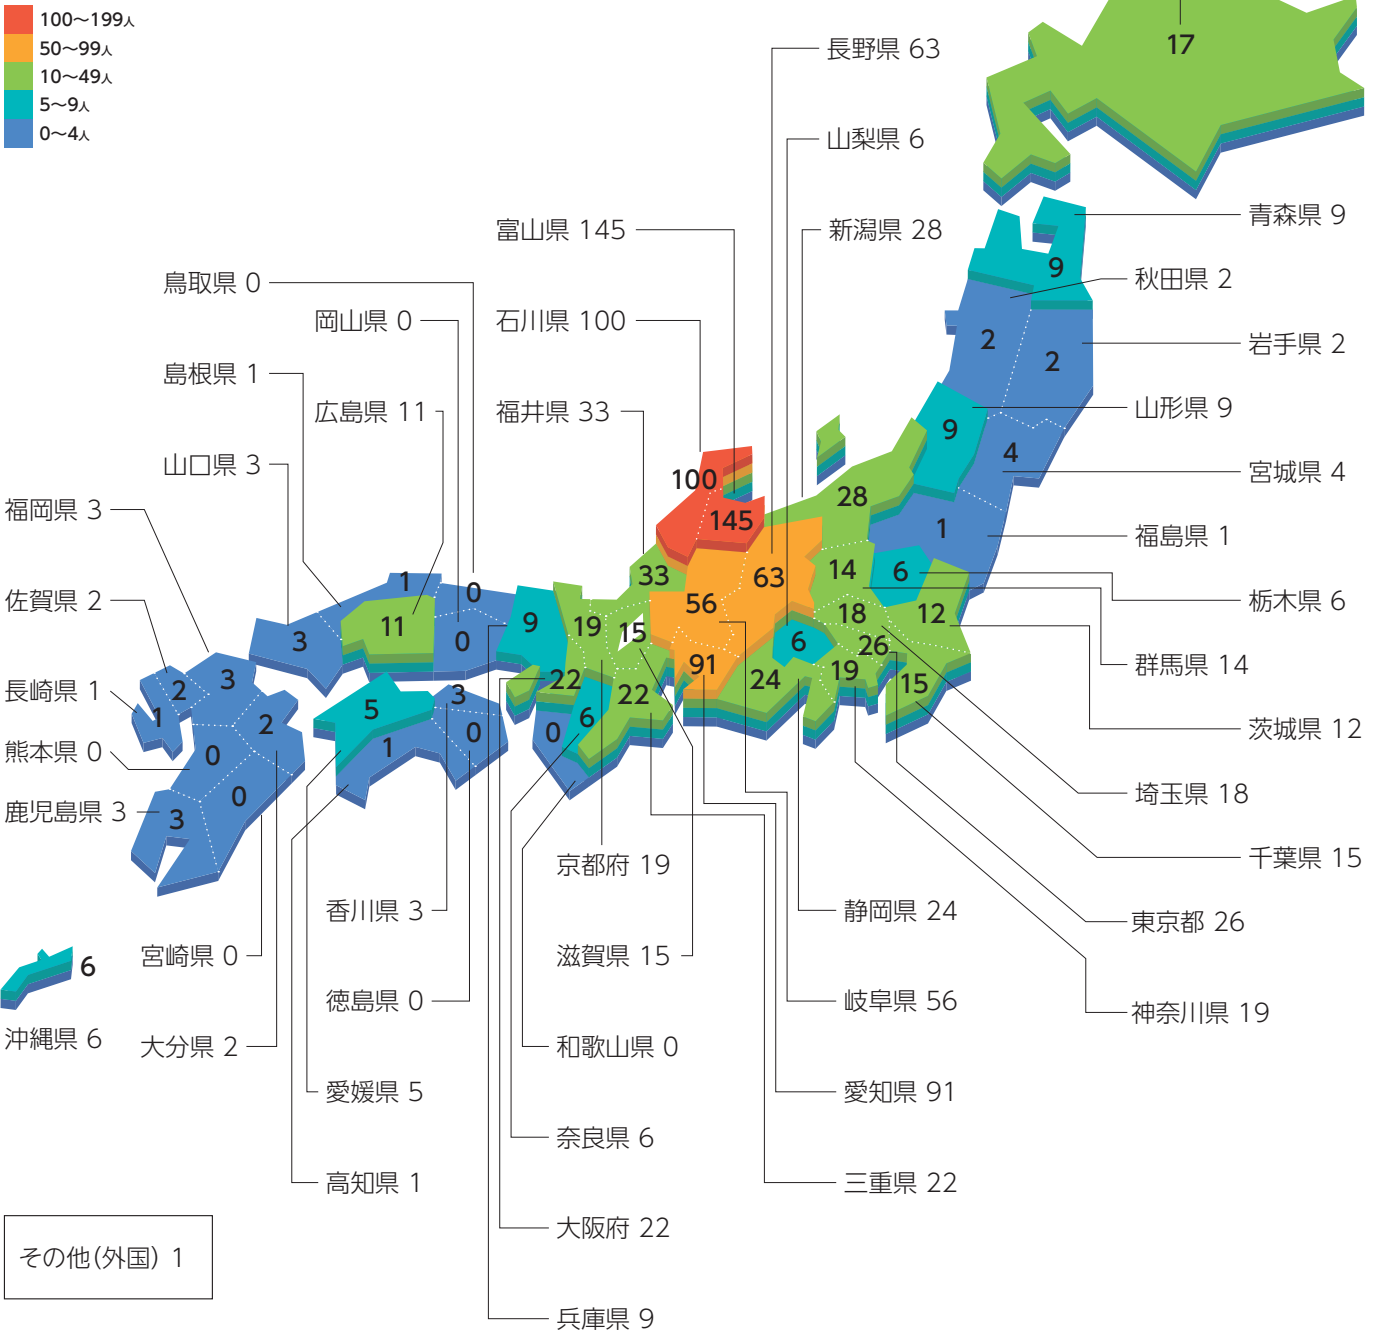 100～199人
50～99人
10～49人
5～9人
0～4人
17
長野県 63
山梨県 6
富山県 145
新潟県 28
青森県 9
9
鳥取県 0
秋田県 2
岡山県 0
石川県 100
2
岩手県 2
2
島根県 1
広島県 11
福井県 33
山形県 9
9
4
山口県 3
宮城県 4
100
28
145
福岡県 3
1
福島県 1
14
6
33
63
1
0
佐賀県 2
栃木県 6
56
18
12
9
19
15
11
0
3
6
26
群馬県 14
91
19
22
24
15
3
2
長崎県 1
22
3
5
6
1
2
0
0
1
茨城県 12
熊本県 0
0
0
埼玉県 18
鹿児島県 3
3
京都府 19
千葉県 15
香川県 3
静岡県 24
東京都 26
6
宮崎県 0
滋賀県 15
徳島県 0
岐阜県 56
神奈川県 19
沖縄県 6
大分県 2
和歌山県 0
愛媛県 5
愛知県 91
奈良県 6
高知県 1
三重県 22
大阪府 22
その他(外国) 1
兵庫県 9